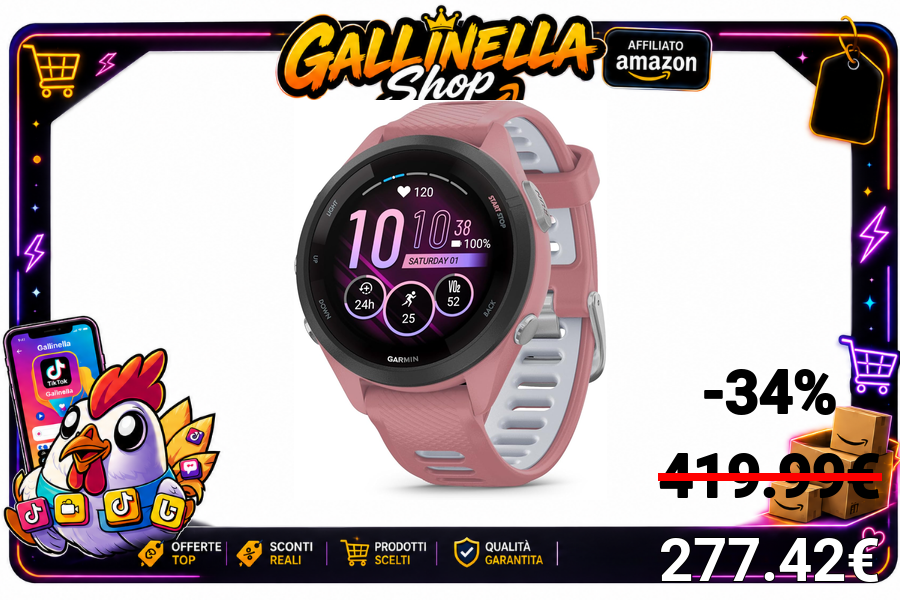 GALLINELLA
Shop
AFFILIATO
amazon
120
LIGHT
START STOP
10
10
38
100%
SATURDAY 01
UP
24h
25
VO₂
52
DOWN
BACK
GARMIN
Gallinella
TikTok
Gallinella
-34%
419.99€
277.42€
OFFERTE
TOP
SCONTI
REALI
PRODOTTI
SCELTI
QUALITÀ
GARANTITA